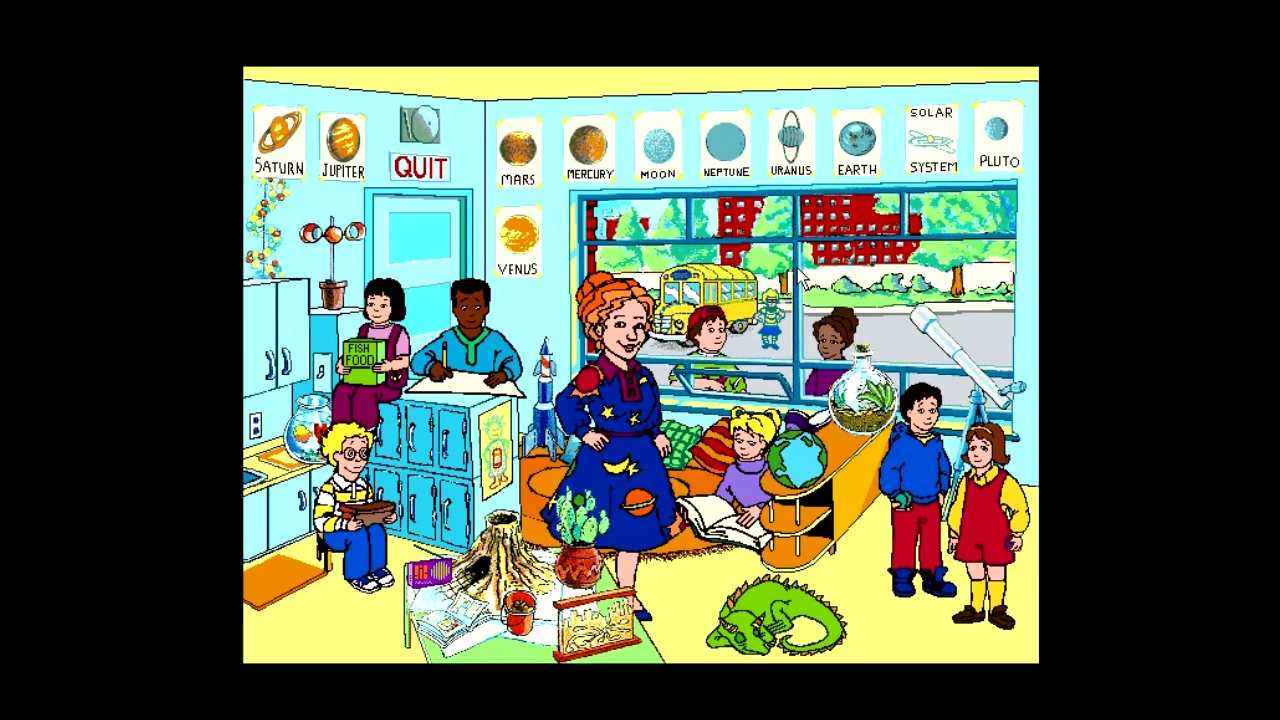 SATURN
JUPITER
QUIT
MARS
MERCURY
MOON
NEPTUNE
URANUS
EARTH
SOLAR
SYSTEM
PLUTO
VENUS
FISH
FOOD